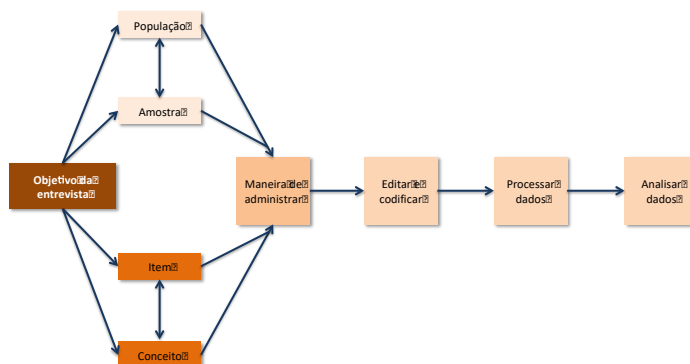 População
Amostra
Objetivo da
entrevista
Maneira de
administrar
Editar e
codificar
Processar
dados
Analisar
dados
Item
Conceito